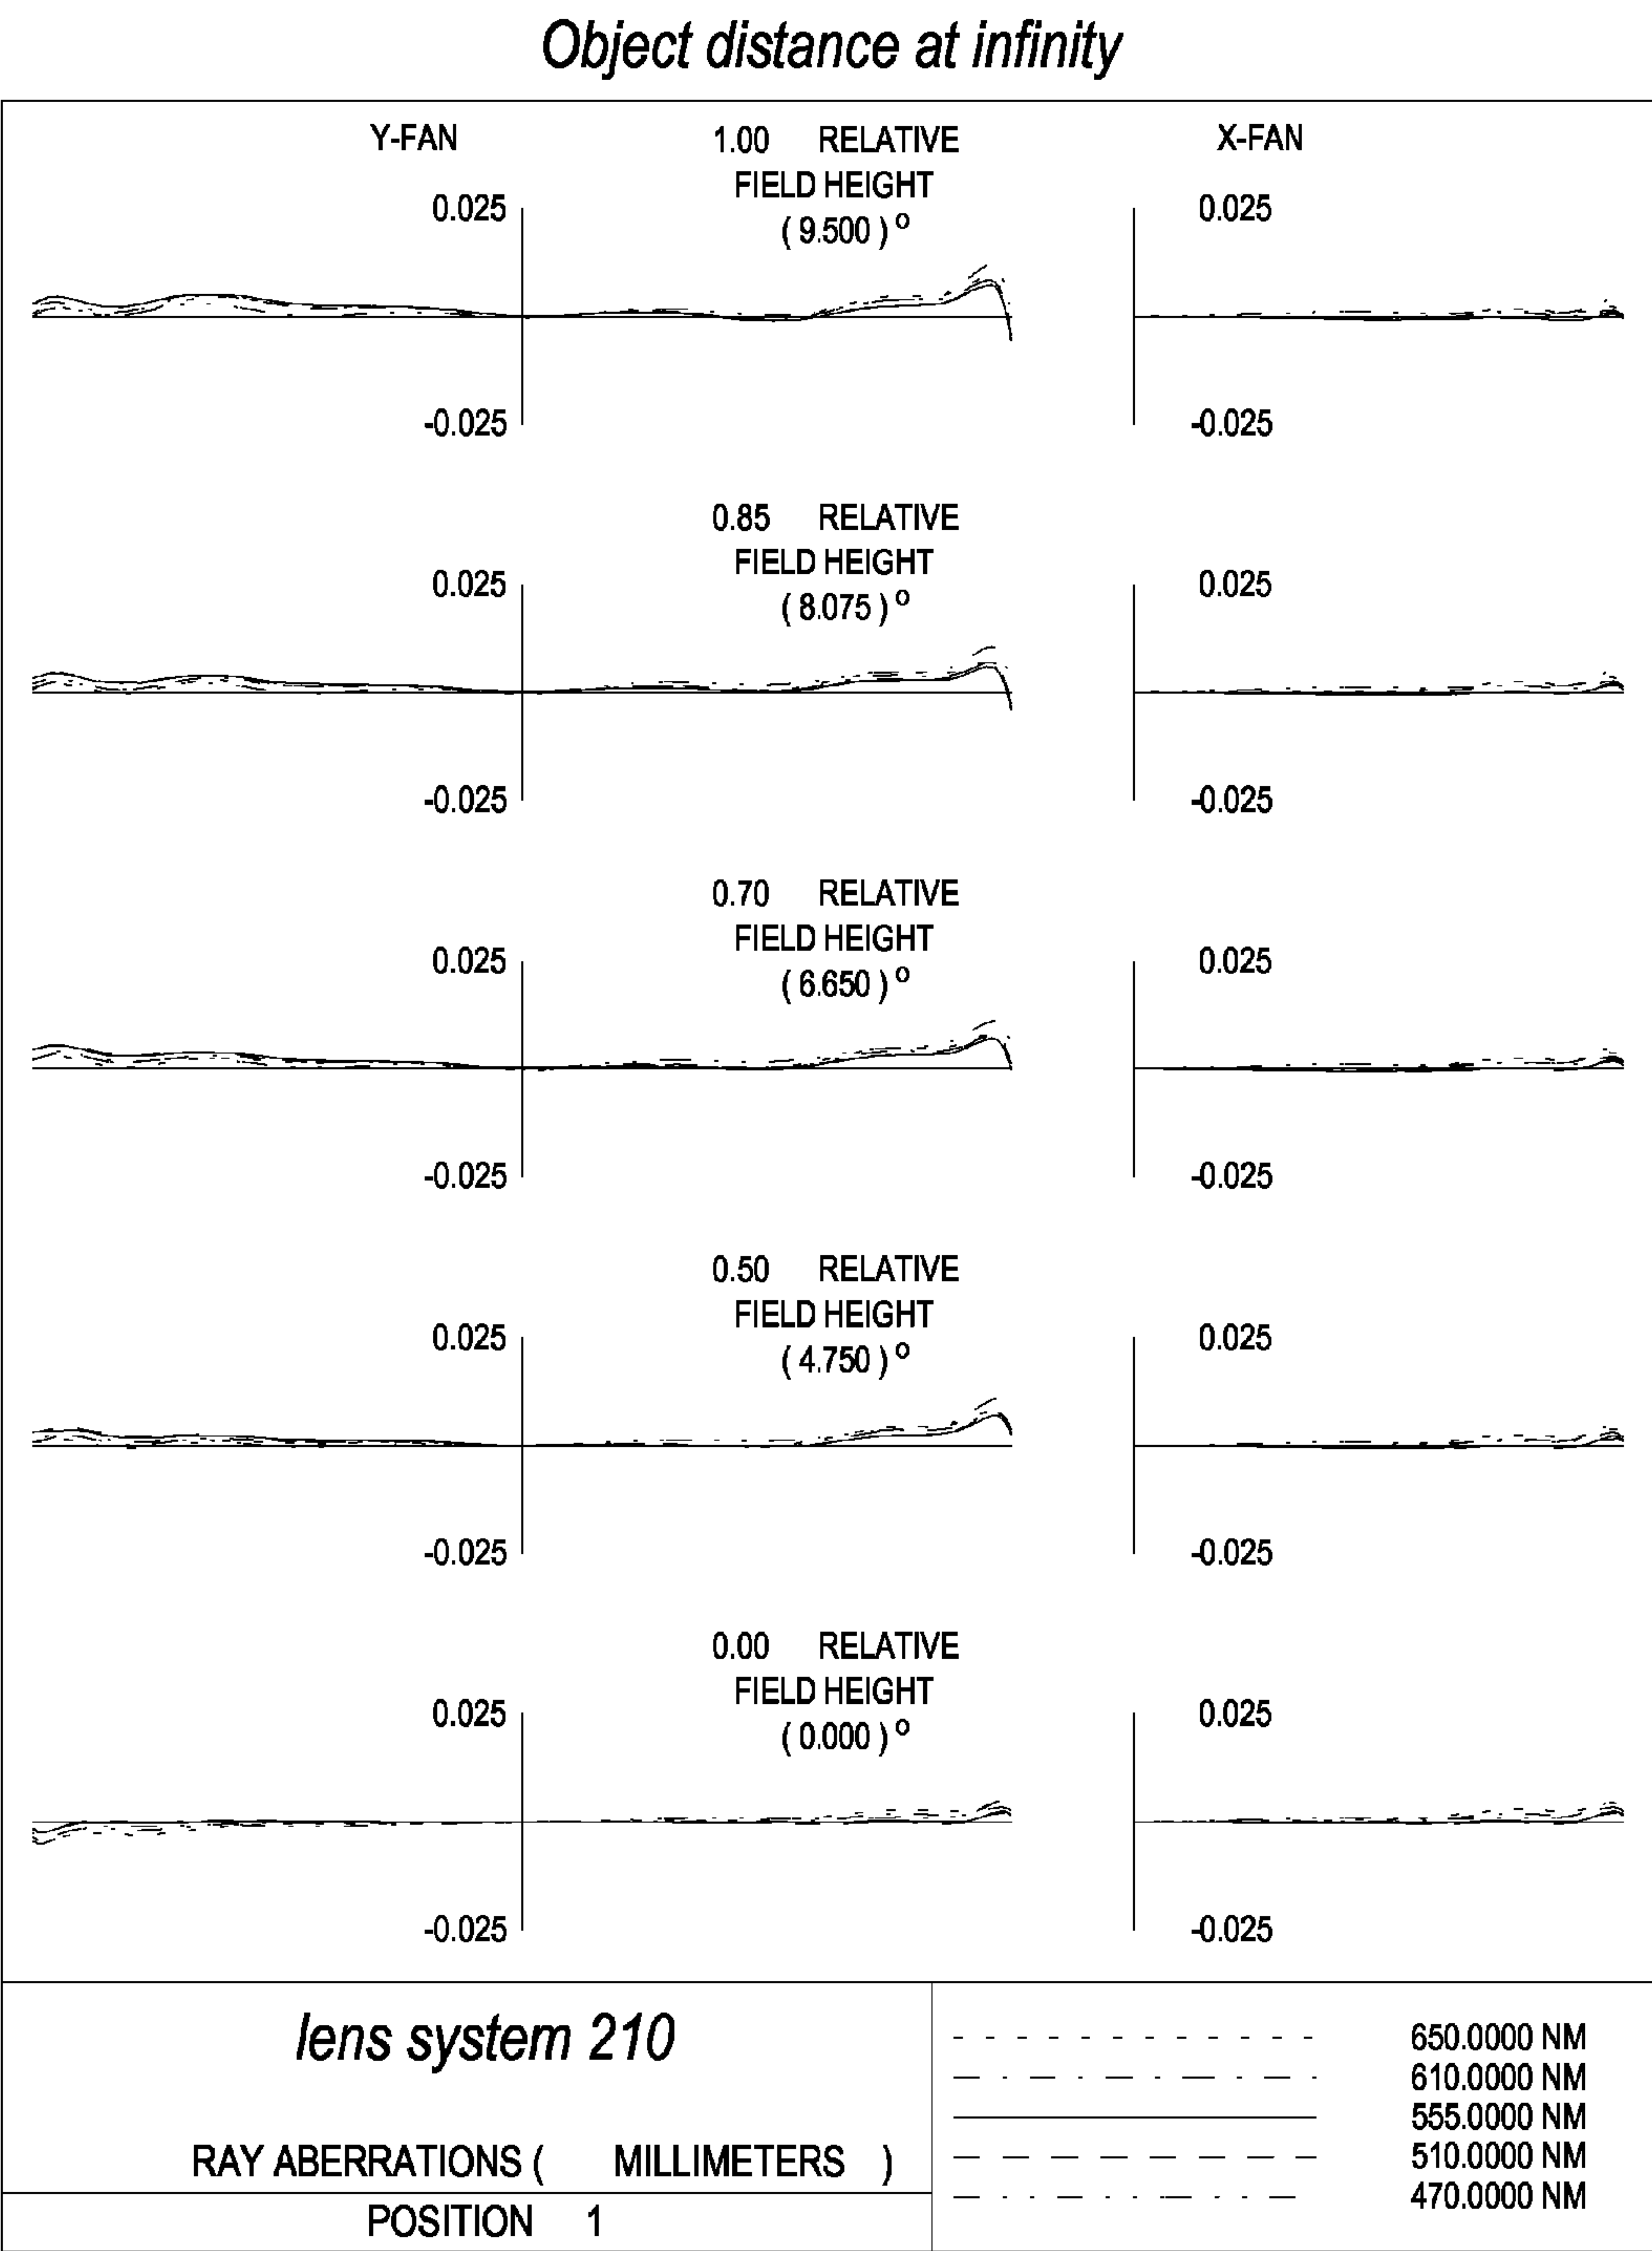 Object distance at infinity
Y-FAN 1.00 RELATIVE X-FAN
FIELD HEIGHT
0.025 ( 9.500 ) º 0.025
-0.025 -0.025
0.85 RELATIVE
FIELD HEIGHT
0.025 ( 8.075 ) º 0.025
-0.025 -0.025
0.70 RELATIVE
FIELD HEIGHT
0.025 ( 6.650 ) º 0.025
-0.025 -0.025
0.50 RELATIVE
FIELD HEIGHT
0.025 ( 4.750 ) º 0.025
-0.025 -0.025
0.00 RELATIVE
FIELD HEIGHT
0.025 ( 0.000 ) º 0.025
-0.025 -0.025
lens system 210
RAY ABERRATIONS ( MILLIMETERS )
POSITION 1
650.0000 NM
610.0000 NM
555.0000 NM
510.0000 NM
470.0000 NM